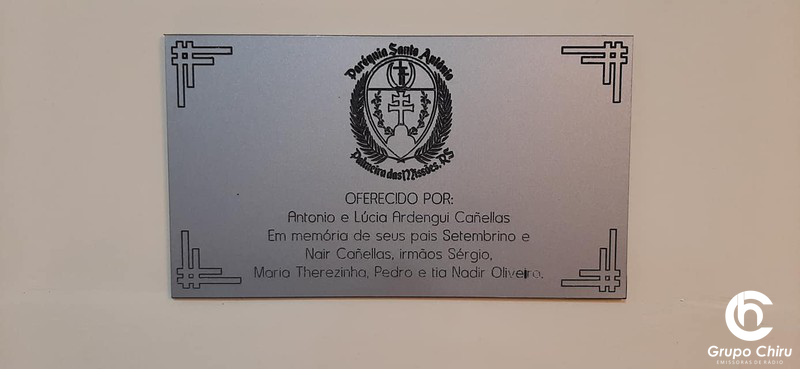 Paróquia Santo Antônio
Palmeira das Missões, RS
OFERECIDO POR:
Antonio e Lúcia Ardengui Cañellas
Em memória de seus pais Setembrino e
Nair Cañellas, irmãos Sérgio,
Maria Therezinha, Pedro e tia Nadir Oliveira.
Grupo Chiru
EMISSORAS DE RÁDIO